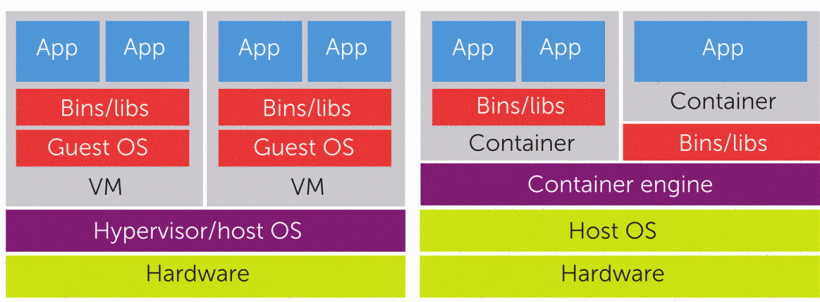 App App App App App App App
Bins/libs Bins/libs Bins/libs Container
Guest OS Guest OS Container Bins/libs
VM VM Container engine
Hypervisor/host OS Host OS
Hardware Hardware